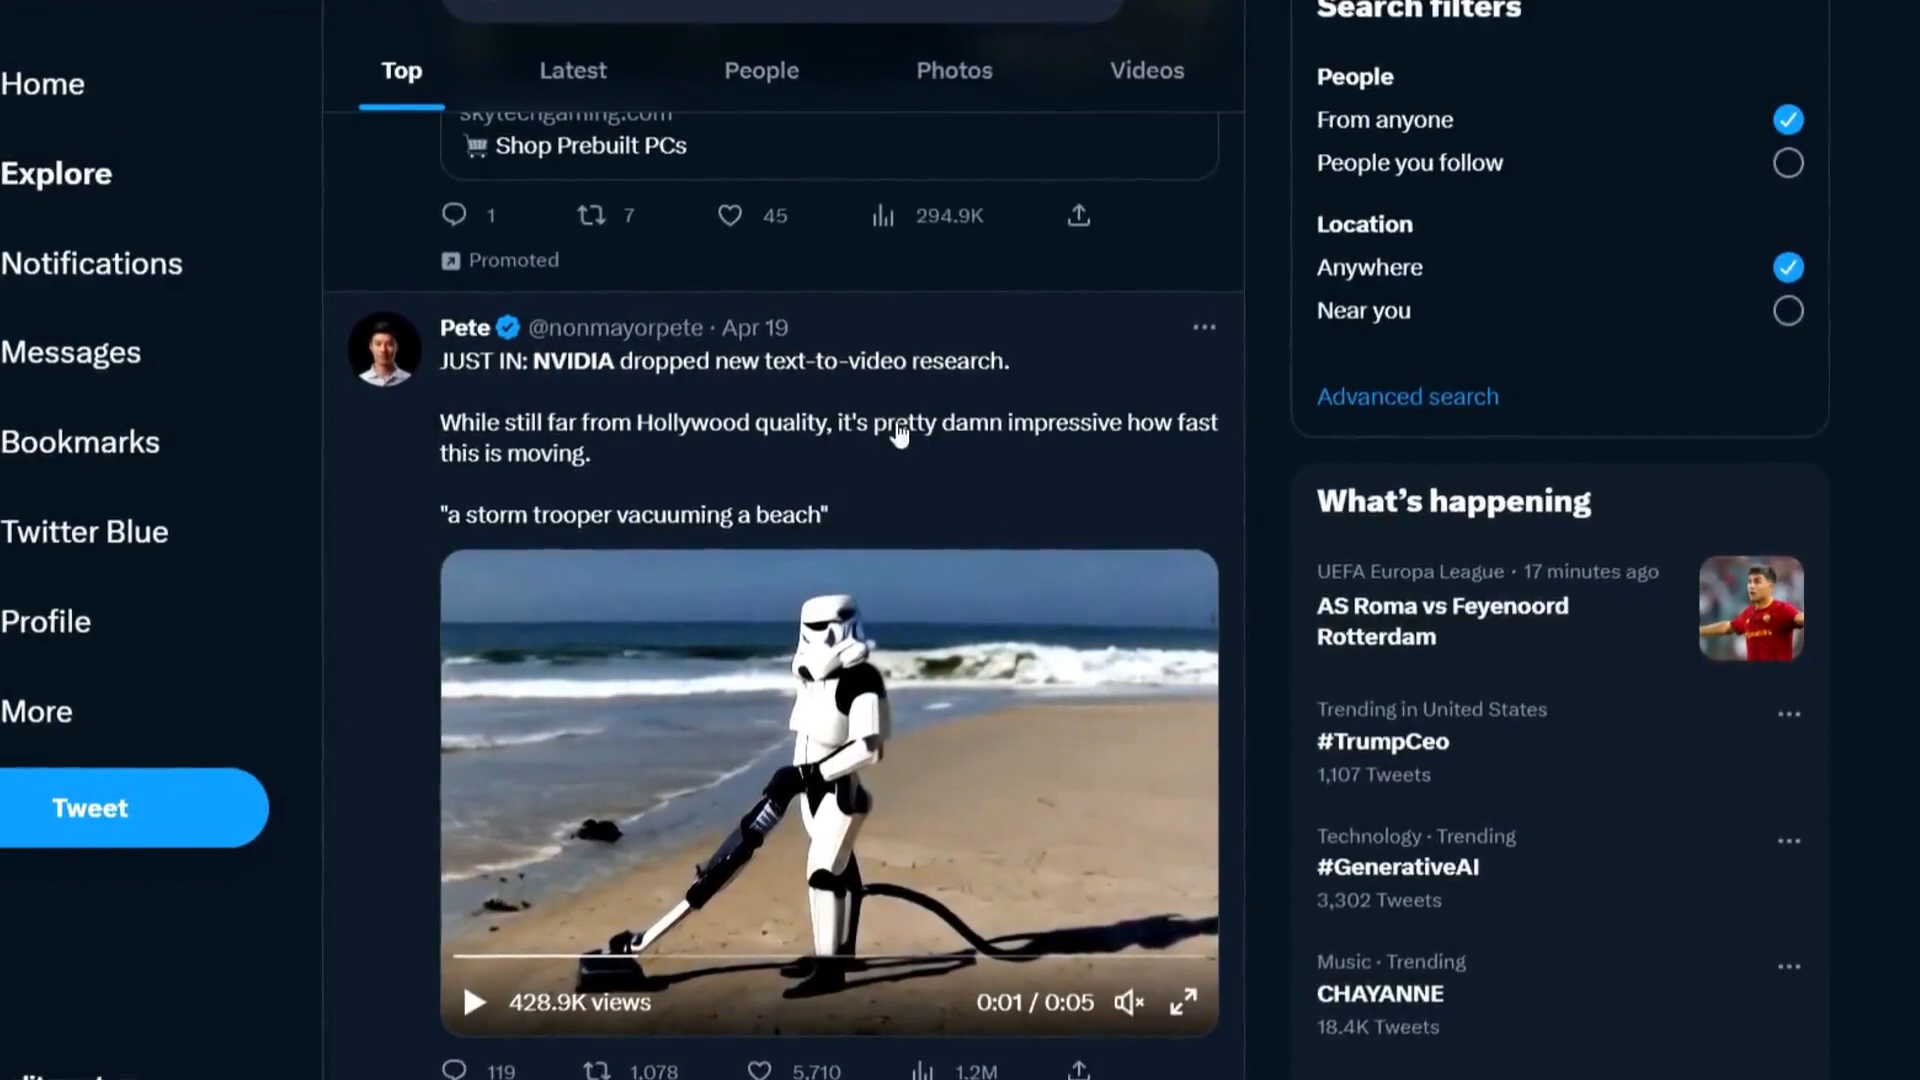 Home
Explore
Notifications
Messages
Bookmarks
Twitter Blue
Profile
More
Tweet
Top
Latest
People
Photos
Videos
skytechgaming.com
Shop Prebuilt PCs
1
7
45
294.9K
Promoted
Pete @nonmayorpete · Apr 19
JUST IN: NVIDIA dropped new text-to-video research.
While still far from Hollywood quality, it's pretty damn impressive how fast
this is moving.
"a storm trooper vacuuming a beach"
428.9K views
0:01 / 0:05
119
1,078
5,710
1.2M
Search filters
People
From anyone
People you follow
Location
Anywhere
Near you
Advanced search
What’s happening
UEFA Europa League · 17 minutes ago
AS Roma vs Feyenoord
Rotterdam
Trending in United States
#TrumpCeo
1,107 Tweets
Technology · Trending
#GenerativeAI
3,302 Tweets
Music · Trending
CHAYANNE
18.4K Tweets